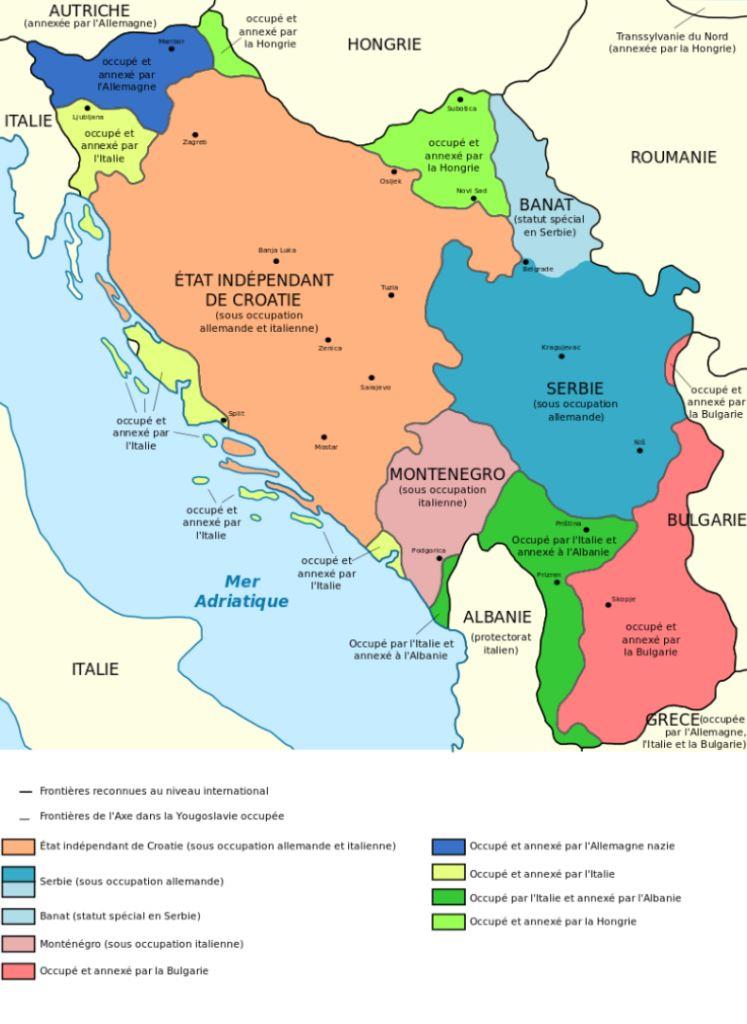 AUTRICHE
(annexée par l'Allemagne)
occupé et
annexé par
la Hongrie
HONGRIE
Transsylvanie du Nord
(annexée par la Hongrie)
Maribor
occupé et
annexé par
l'Allemagne
ITALIE
Ljubljana
occupé et
annexé par
l'Italie
Zagreb
Subotica
occupé et
annexé par
la Hongrie
ROUMANIE
Osijek
Novi Sad
BANAT
(statut spécial
en Serbie)
Banja Luka
Belgrade
ÉTAT INDÉPENDANT
DE CROATIE
(sous occupation
allemande et italienne)
Tuzla
Zenica
Kragujevac
Sarajevo
SERBIE
(sous occupation
allemande)
occupé et
annexé par
la Bulgarie
occupé et
annexé par
l'Italie
Split
Mostar
Niš
MONTENEGRO
(sous occupation
italienne)
occupé et
annexé par
l'Italie
BULGARIE
Priština
Occupé par l'Italie et
annexé à l'Albanie
Podgorica
occupé et
annexé par
l'Italie
Prizren
Mer
Adriatique
Skopje
ALBANIE
(protectorat
italien)
occupé et
annexé par
la Bulgarie
Occupé par l'Italie et
annexé à l'Albanie
ITALIE
GRECE(occupée
par l'Allemagne,
l'Italie et la Bulgarie)
Frontières reconnues au niveau international
Frontières de l'Axe dans la Yougoslavie occupée
État indépendant de Croatie (sous occupation allemande et italienne)
Serbie (sous occupation allemande)
Banat (statut spécial en Serbie)
Monténégro (sous occupation italienne)
Occupé et annexé par la Bulgarie
Occupé et annexé par l'Allemagne nazie
Occupé et annexé par l'Italie
Occupé par l'Italie et annexé par l'Albanie
Occupé et annexé par la Hongrie